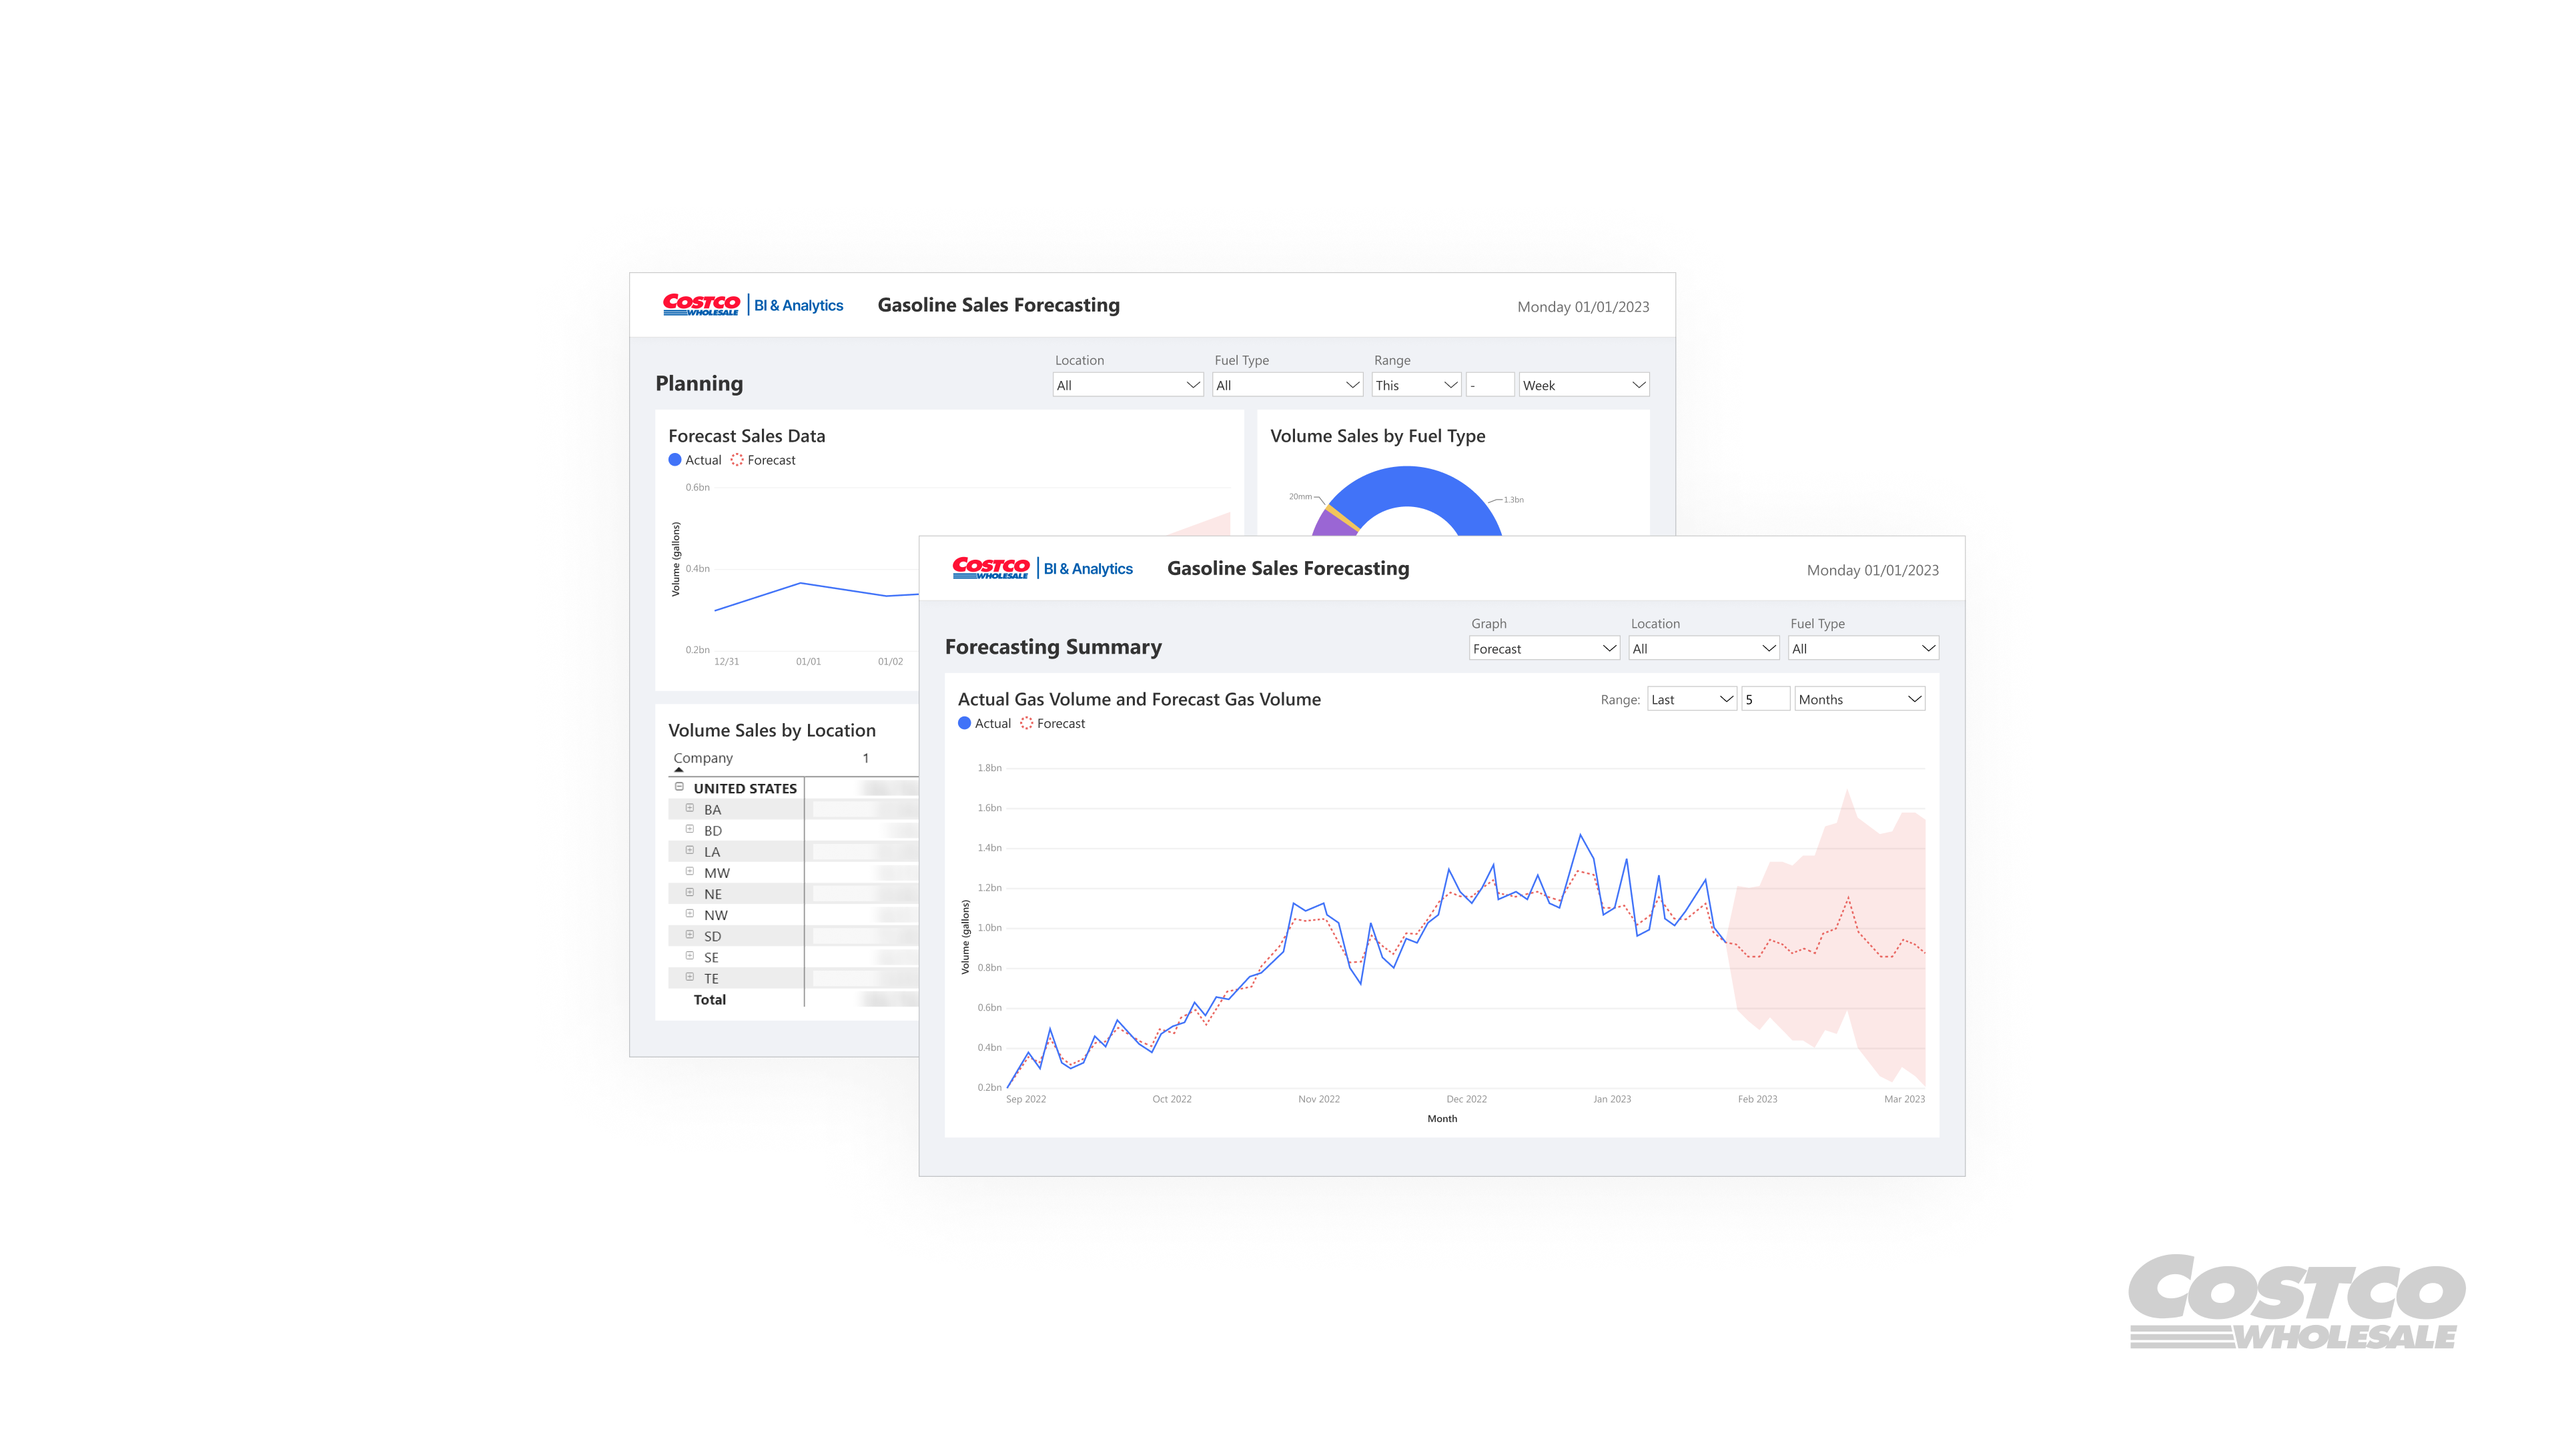 COSTCO WHOLESALE BI & Analytics Gasoline Sales Forecasting Monday 01/01/2023
Planning
Location Fuel Type Range
All All This - Week
Forecast Sales Data
Actual Forecast
0.6bn
0.4bn
0.2bn
Volume (gallons)
12/31 01/01 01/02
Volume Sales by Fuel Type
20mm 1.3bn
Volume Sales by Location
Company 1
UNITED STATES
BA
BD
LA
MW
NE
NW
SD
SE
TE
Total
COSTCO WHOLESALE BI & Analytics Gasoline Sales Forecasting Monday 01/01/2023
Forecasting Summary
Graph Location Fuel Type
Forecast All All
Actual Gas Volume and Forecast Gas Volume
Range: Last 5 Months
Actual Forecast
1.8bn
1.6bn
1.4bn
1.2bn
1.0bn
0.8bn
0.6bn
0.4bn
0.2bn
Volume (gallons)
Sep 2022 Oct 2022 Nov 2022 Dec 2022 Jan 2023 Feb 2023 Mar 2023
Month
COSTCO
WHOLESALE